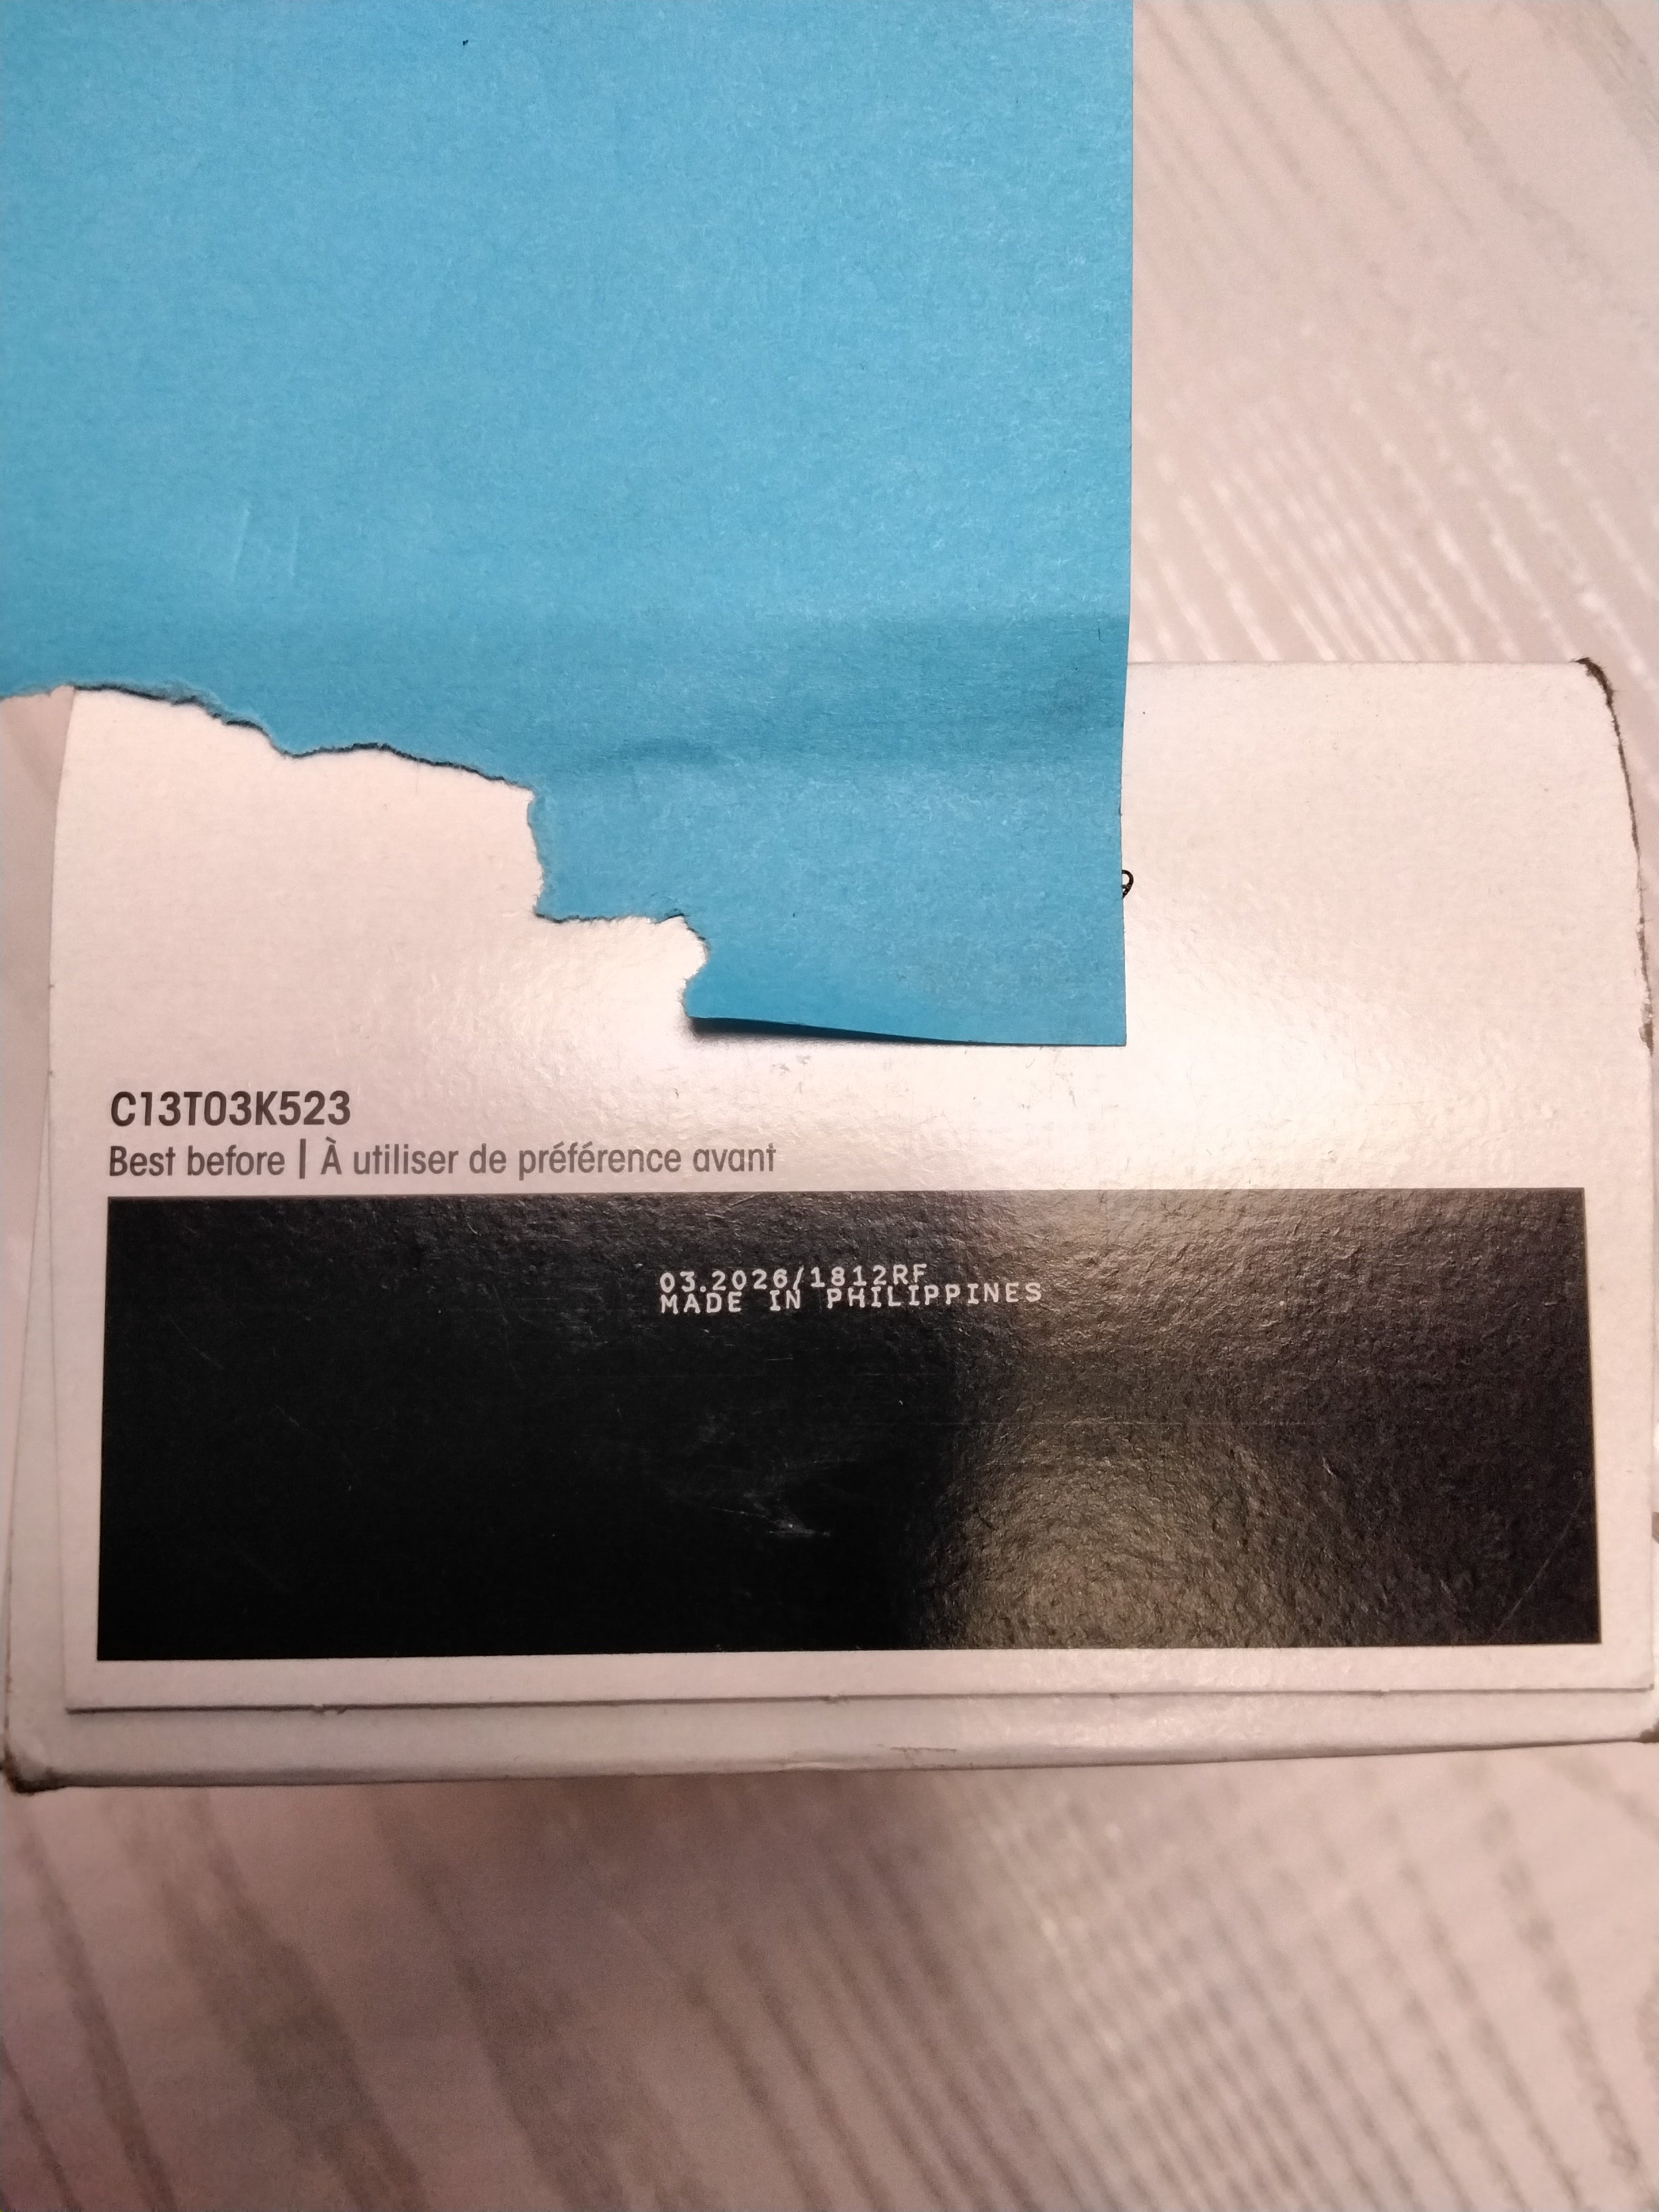 C13T03K523
Best before | À utiliser de préférence avant
03.2026/1812RF
MADE IN PHILIPPINES